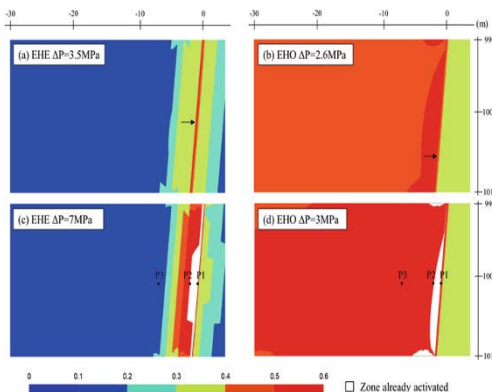 -30 -20 -10 0 -30 -20 -10 0 (m)
(a) EHE ΔP=3.5MPa (b) EHO ΔP=2.6MPa
(c) EHE ΔP=7MPa (d) EHO ΔP=3MPa
P3 P2 P1 P3 P2 P1
0 0.1 0.2 0.3 0.4 0.5 0.6 Zone already activated